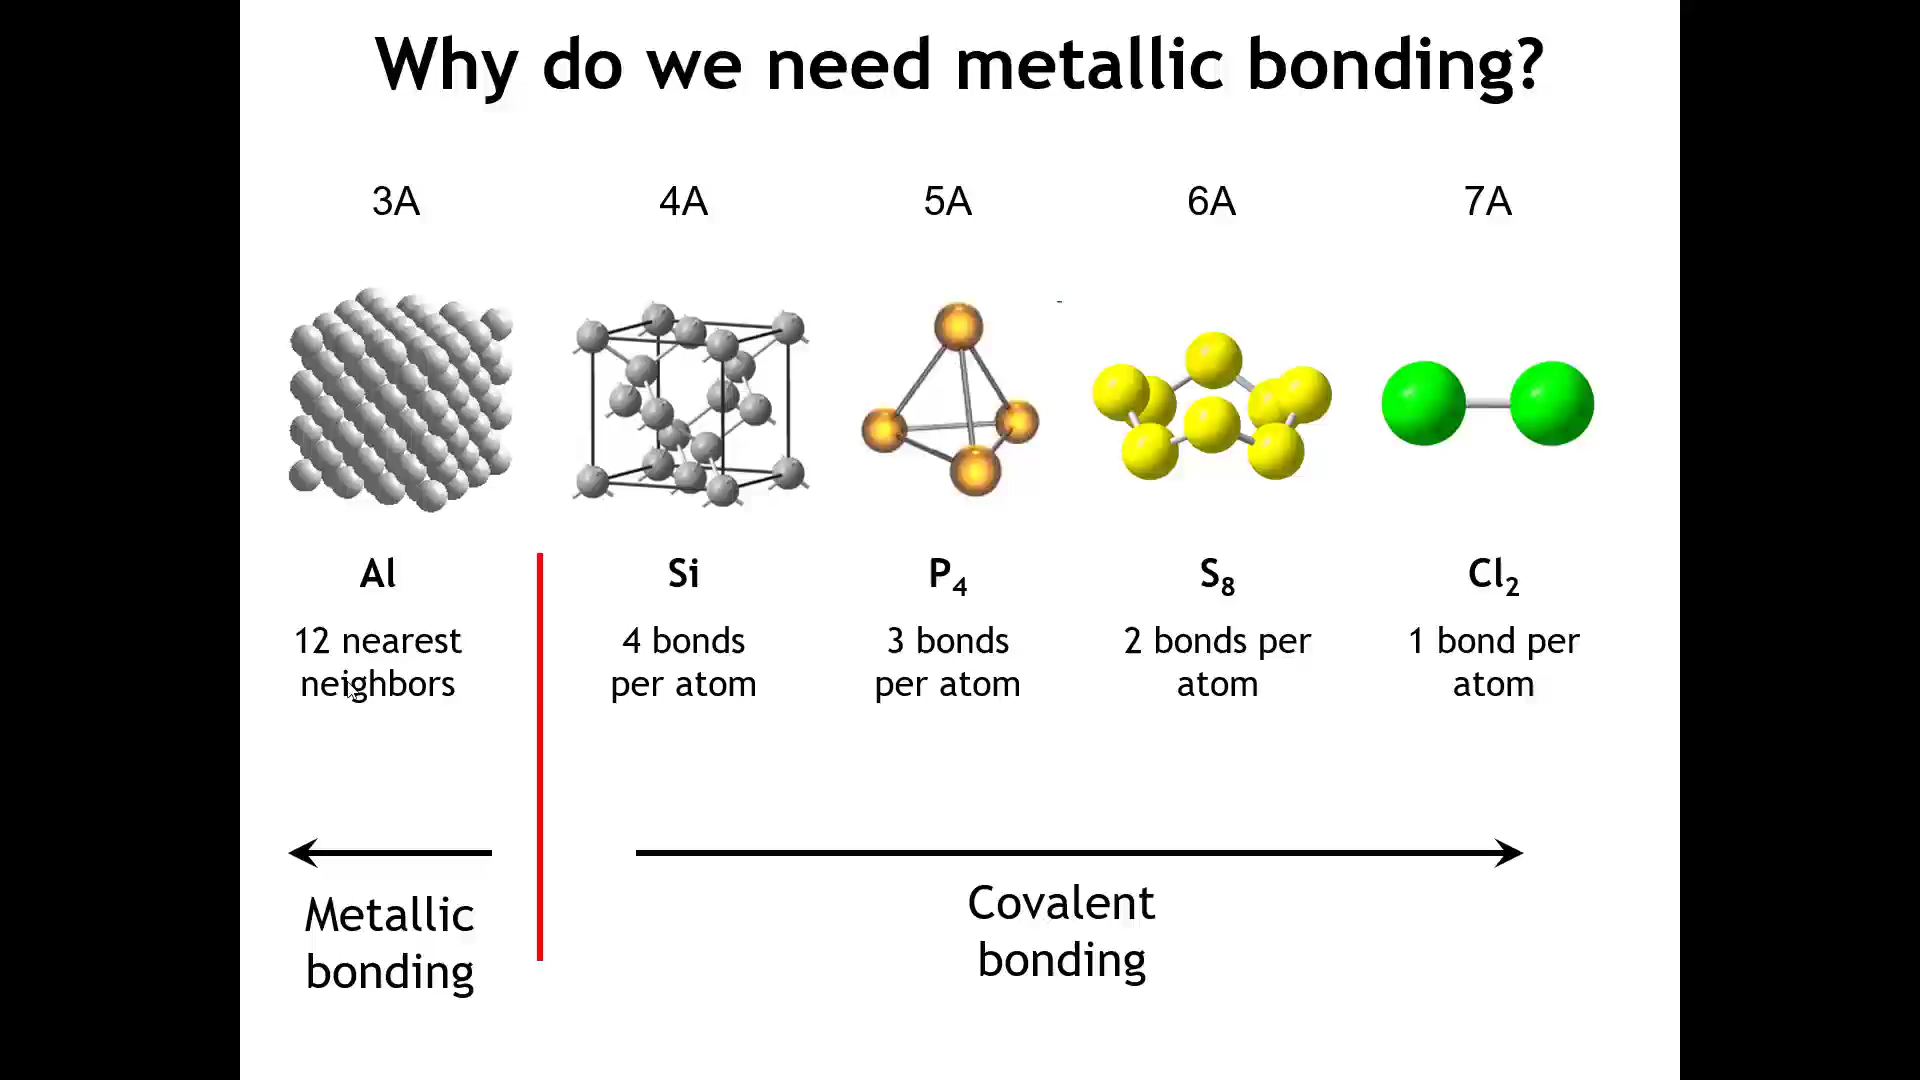 Why do we need metallic bonding?
3A 4A 5A 6A 7A
Al Si P₄ S₈ Cl₂
12 nearest neighbors
4 bonds per atom
3 bonds per atom
2 bonds per atom
1 bond per atom
Metallic bonding
Covalent bonding